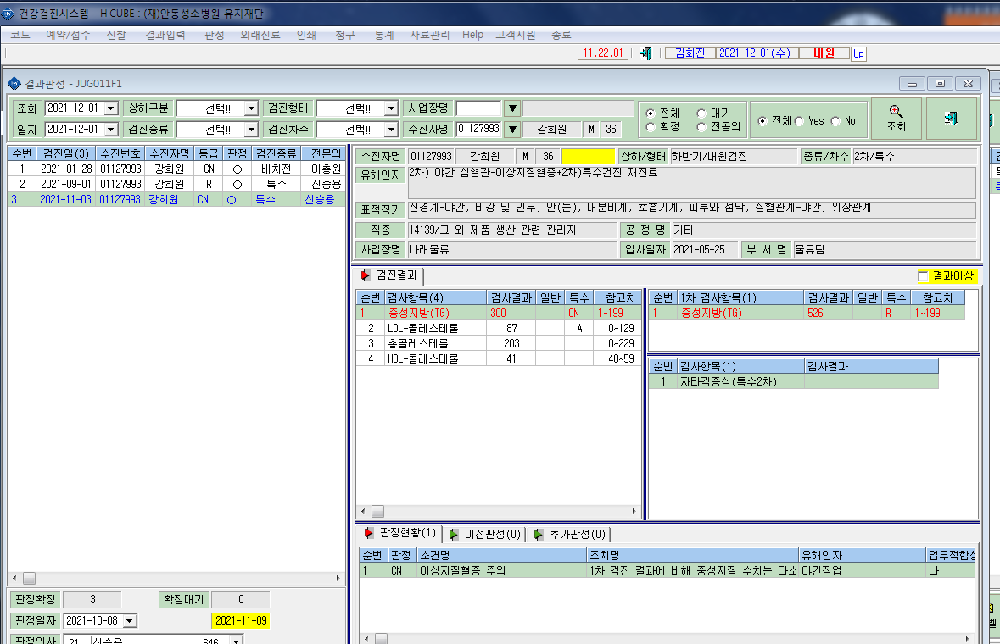 건강검진시스템 - H-CUBE : (재)안동성소병원 유지재단
코드 예약/접수 진찰 결과입력 판정 외래진료 인쇄 청구 통계 자료관리 Help 고객지원 종료
11.22.01 김화진 2021-12-01(수) 내원 Up
결과판정 - JUG011F1
조회 2021-12-01 상하구분 선택!!! 검진형태 선택!!! 사업장명 ▼
일자 2021-12-01 검진종류 선택!!! 검진차수 선택!!! 수진자명 01127993 ▼ 강희원 M 36
전체 대기
확정 전공의
전체 Yes No
조회
순번 검진일(3) 수진번호 수진자명 등급 판정 검진종류 전문의
1 2021-01-28 01127993 강희원 CN ○ 배치전 이충원
2 2021-09-01 01127993 강희원 R ○ 특수 신승용
3 2021-11-03 01127993 강희원 CN ○ 특수 신승용
수진자명 01127993 강희원 M 36 상하/형태 하반기/내원검진 종류/차수 2차/특수
유해인자 2차) 야간 심혈관-이상지질혈증+2차)특수건진 재진료
표적장기 신경계-야간, 비강 및 인두, 안(눈), 내분비계, 호흡기계, 피부와 점막, 심혈관계-야간, 위장관계
직종 14139/그 외 제품 생산 관련 관리자 공 정 명 기타
사업장명 나래물류 입사일자 2021-05-25 부 서 명 물류팀
검진결과 결과이상
순번 검사항목(4) 검사결과 일반 특수 참고치
1 중성지방(TG) 300 CN 1~199
2 LDL-콜레스테롤 87 A 0~129
3 총콜레스테롤 203 0~229
4 HDL-콜레스테롤 41 40~59
순번 1차 검사항목(1) 검사결과 일반 특수 참고치
1 중성지방(TG) 526 R 1~199
순번 검사항목(1) 검사결과
1 자타각증상(특수2차)
판정현황(1) 이전판정(0) 추가판정(0)
순번 판정 소견명 조치명 유해인자 업무적합성
1 CN 이상지질혈증 주의 1차 검진 결과에 비해 중성지질 수치는 다소 야간작업 나
판정확정 3 확정대기 0
판정일자 2021-10-08 2021-11-09
판정의사 21 신승용 646